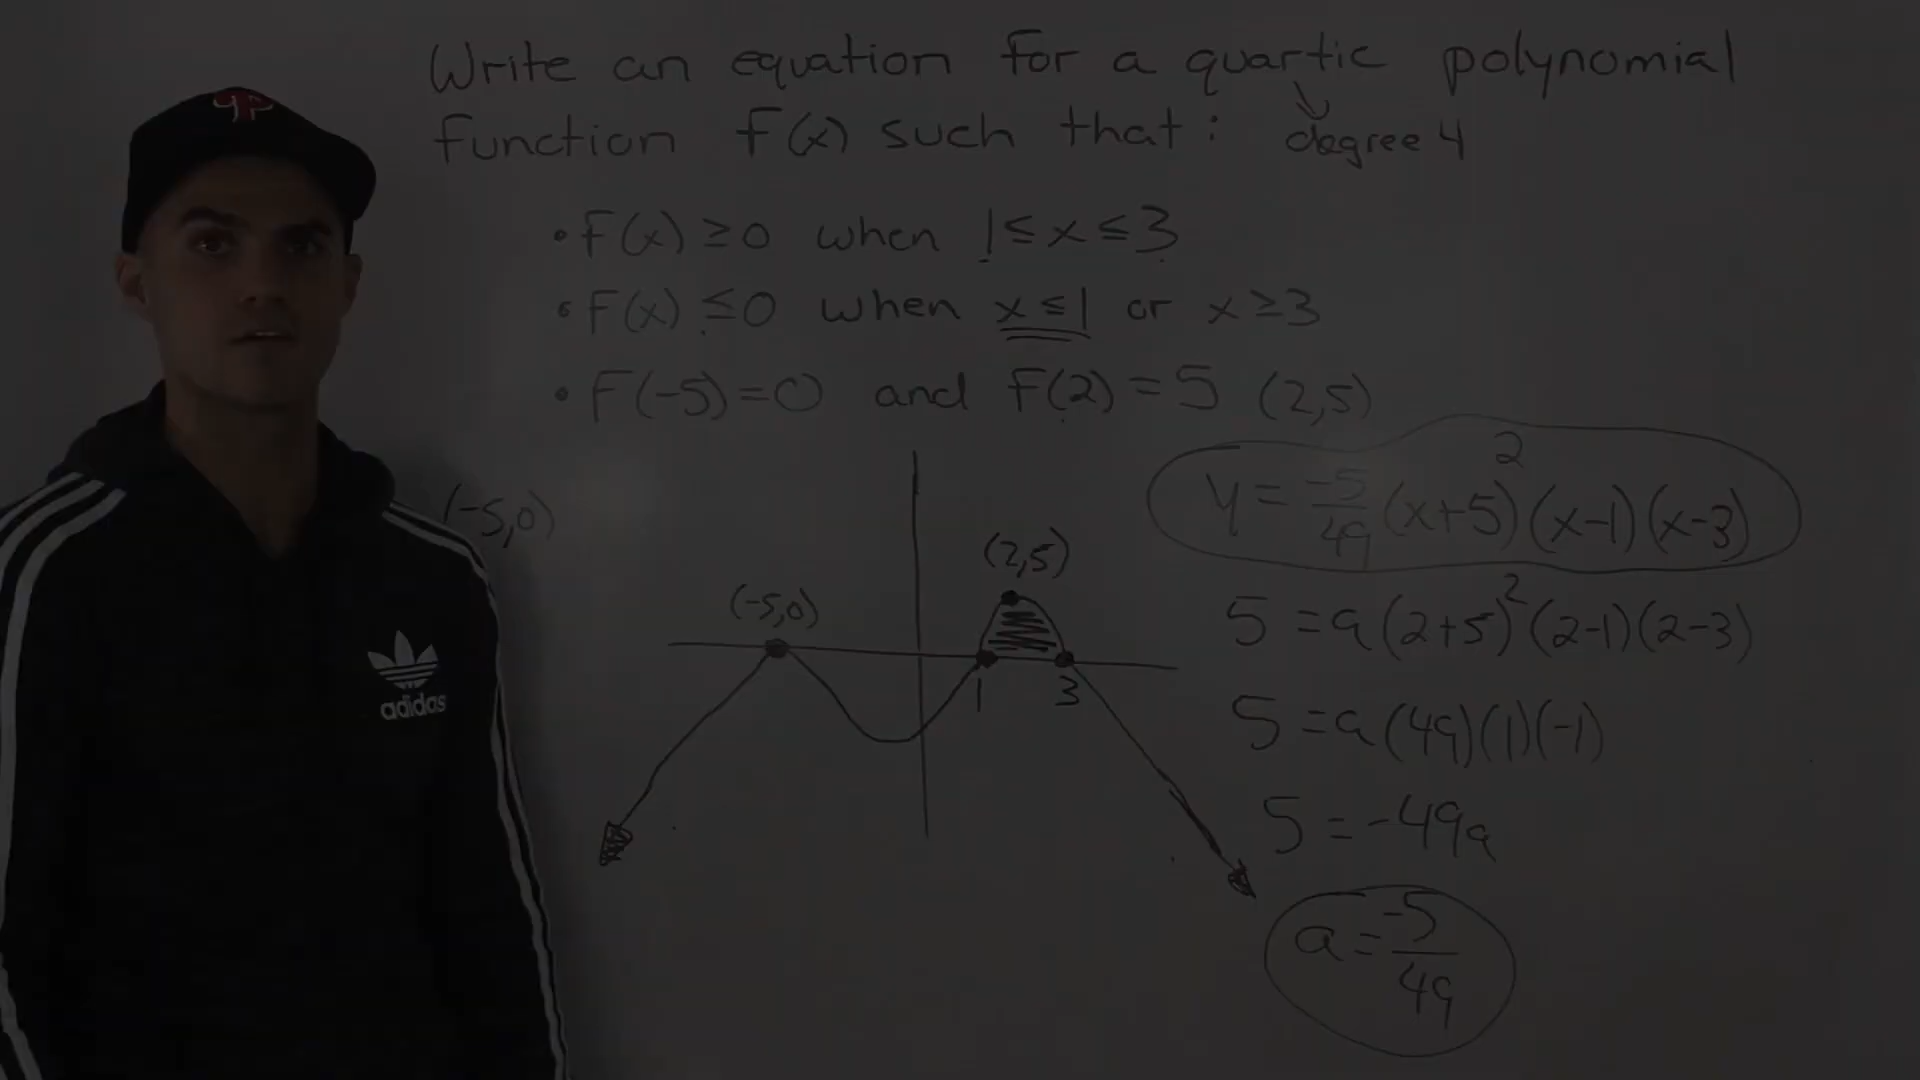 Write an equation for a quartic polynomial
function f(x) such that: degree 4
• f(x) ≥ 0 when 1 ≤ x ≤ 3
• f(x) ≤ 0 when x ≤ 1 or x ≥ 3
• f(-5) = 0 and f(2) = 5 (2,5)
(-5,0)
y = -5/49 (x+5)²(x-1)(x-3)
(2,5)
(-5,0)
1 3
5 = a(2+5)²(2-1)(2-3)
5 = a(49)(1)(-1)
5 = -49a
a = -5/49
adidas